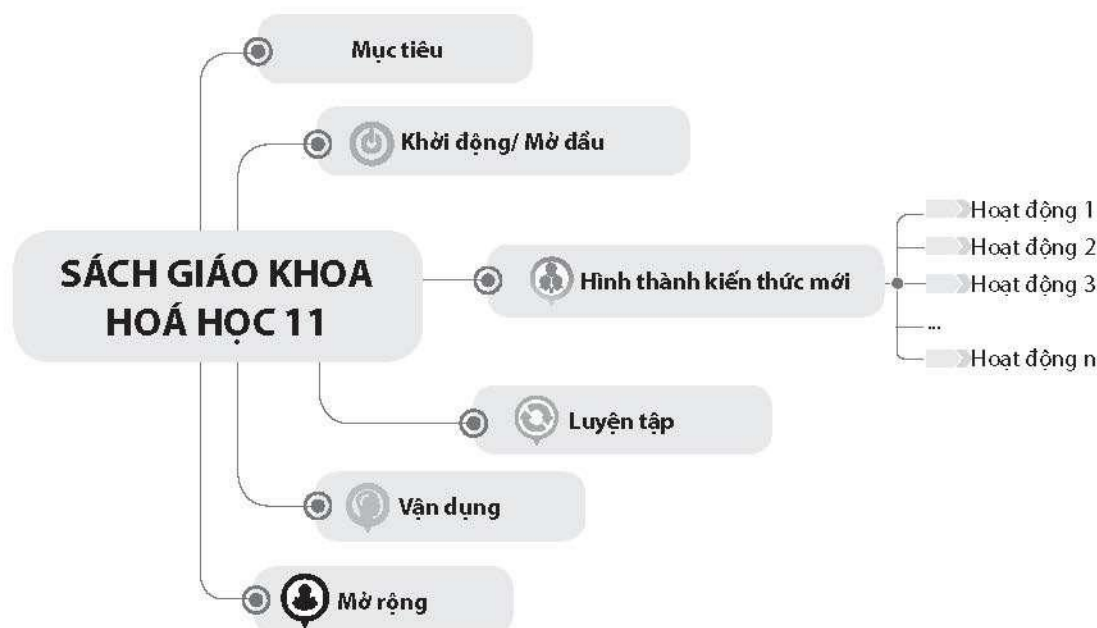 Mục tiêu
Khởi động/ Mở đầu
SÁCH GIÁO KHOA
HOÁ HỌC 11
Hình thành kiến thức mới
Hoạt động 1
Hoạt động 2
Hoạt động 3
...
Hoạt động n
Luyện tập
Vận dụng
Mở rộng